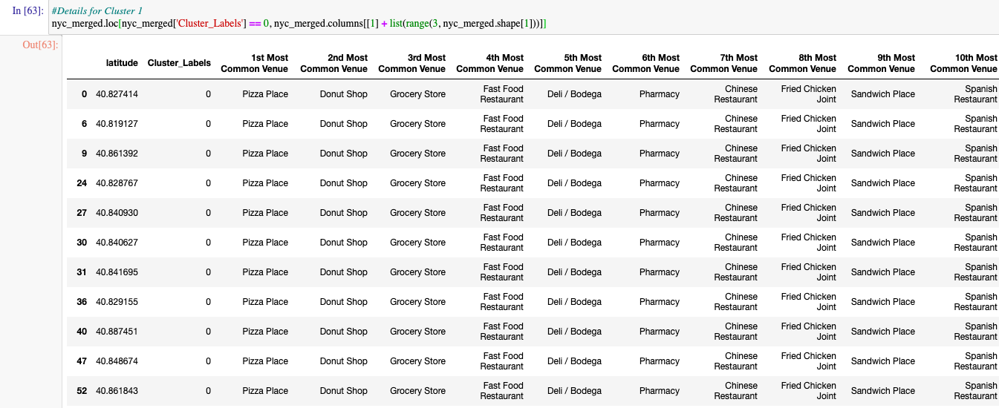 In [63]: #Details for Cluster 1
nyc_merged.loc[nyc_merged['Cluster_Labels'] == 0, nyc_merged.columns[[1] + list(range(3, nyc_merged.shape[1]))]]
Out[63]:
latitude Cluster_Labels 1st Most Common Venue 2nd Most Common Venue 3rd Most Common Venue 4th Most Common Venue 5th Most Common Venue 6th Most Common Venue 7th Most Common Venue 8th Most Common Venue 9th Most Common Venue 10th Most Common Venue
0 40.827414 0 Pizza Place Donut Shop Grocery Store Fast Food Restaurant Deli / Bodega Pharmacy Chinese Restaurant Fried Chicken Joint Sandwich Place Spanish Restaurant
6 40.819127 0 Pizza Place Donut Shop Grocery Store Fast Food Restaurant Deli / Bodega Pharmacy Chinese Restaurant Fried Chicken Joint Sandwich Place Spanish Restaurant
9 40.861392 0 Pizza Place Donut Shop Grocery Store Fast Food Restaurant Deli / Bodega Pharmacy Chinese Restaurant Fried Chicken Joint Sandwich Place Spanish Restaurant
24 40.828767 0 Pizza Place Donut Shop Grocery Store Fast Food Restaurant Deli / Bodega Pharmacy Chinese Restaurant Fried Chicken Joint Sandwich Place Spanish Restaurant
27 40.840930 0 Pizza Place Donut Shop Grocery Store Fast Food Restaurant Deli / Bodega Pharmacy Chinese Restaurant Fried Chicken Joint Sandwich Place Spanish Restaurant
30 40.840627 0 Pizza Place Donut Shop Grocery Store Fast Food Restaurant Deli / Bodega Pharmacy Chinese Restaurant Fried Chicken Joint Sandwich Place Spanish Restaurant
31 40.841695 0 Pizza Place Donut Shop Grocery Store Fast Food Restaurant Deli / Bodega Pharmacy Chinese Restaurant Fried Chicken Joint Sandwich Place Spanish Restaurant
36 40.829155 0 Pizza Place Donut Shop Grocery Store Fast Food Restaurant Deli / Bodega Pharmacy Chinese Restaurant Fried Chicken Joint Sandwich Place Spanish Restaurant
40 40.887451 0 Pizza Place Donut Shop Grocery Store Fast Food Restaurant Deli / Bodega Pharmacy Chinese Restaurant Fried Chicken Joint Sandwich Place Spanish Restaurant
47 40.848674 0 Pizza Place Donut Shop Grocery Store Fast Food Restaurant Deli / Bodega Pharmacy Chinese Restaurant Fried Chicken Joint Sandwich Place Spanish Restaurant
52 40.861843 0 Pizza Place Donut Shop Grocery Store Fast Food Restaurant Deli / Bodega Pharmacy Chinese Restaurant Fried Chicken Joint Sandwich Place Spanish Restaurant